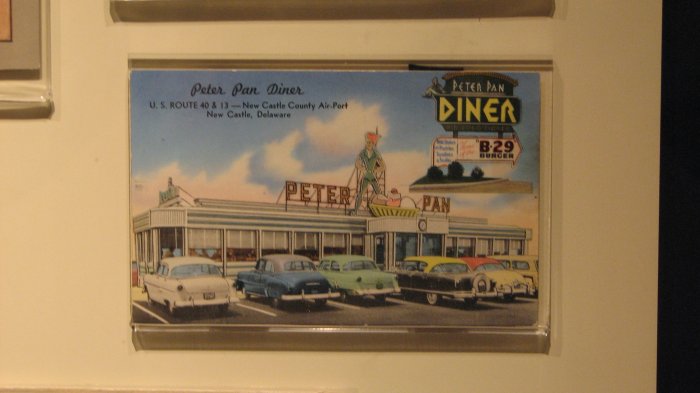 Peter Pan Diner
U. S. ROUTE 40 & 13 — New Castle County Air-Port
New Castle, Delaware
PETER PAN
DINER
B-29
BURGER
PETER PAN